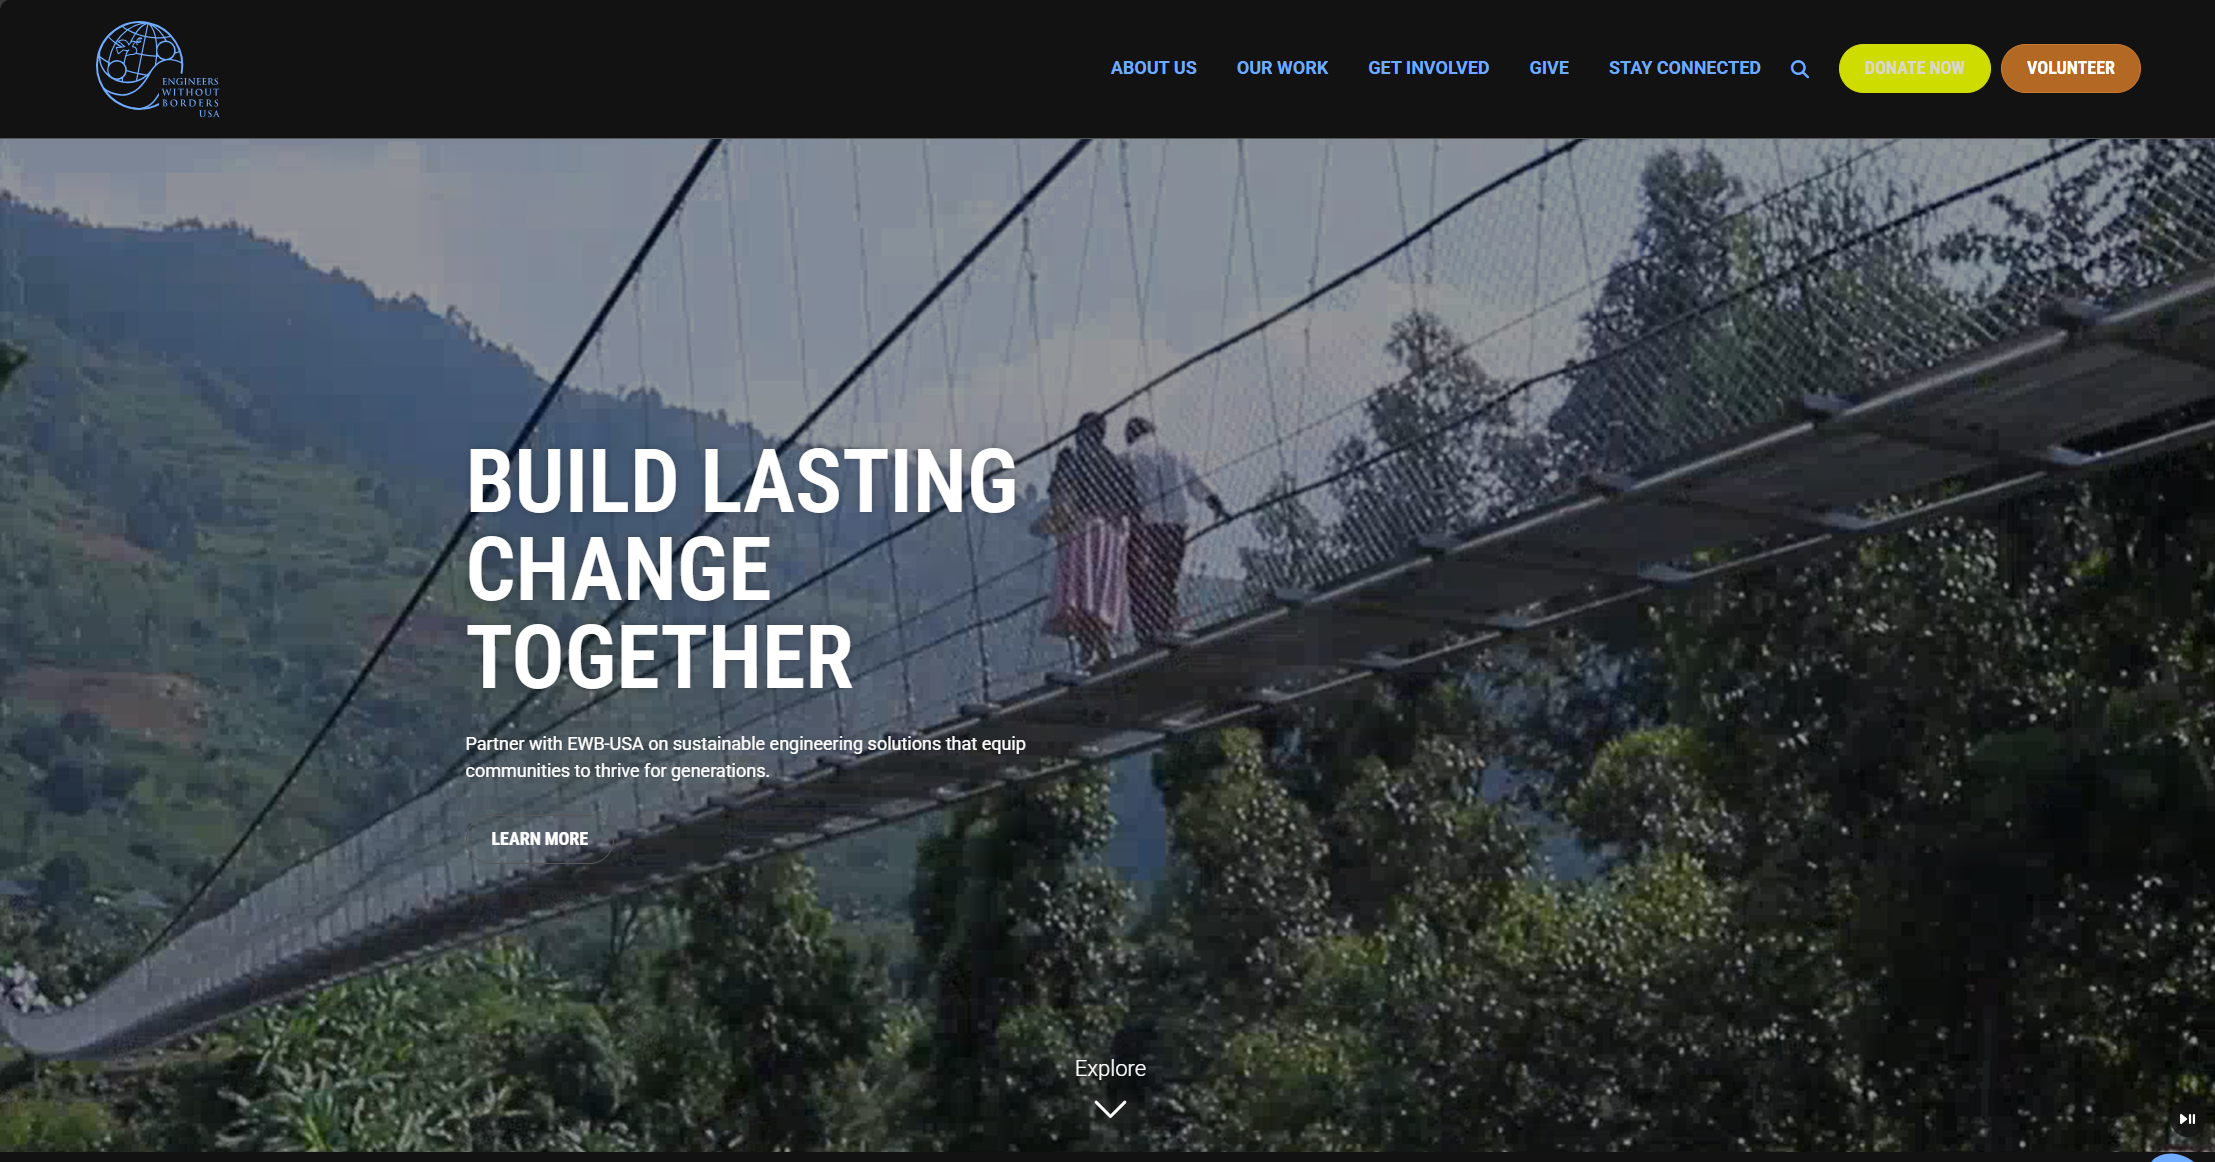 ENGINEERS
WITHOUT
BORDERS
USA
ABOUT US
OUR WORK
GET INVOLVED
GIVE
STAY CONNECTED
DONATE NOW
VOLUNTEER
BUILD LASTING
CHANGE
TOGETHER
Partner with EWB-USA on sustainable engineering solutions that equip
communities to thrive for generations.
LEARN MORE
Explore